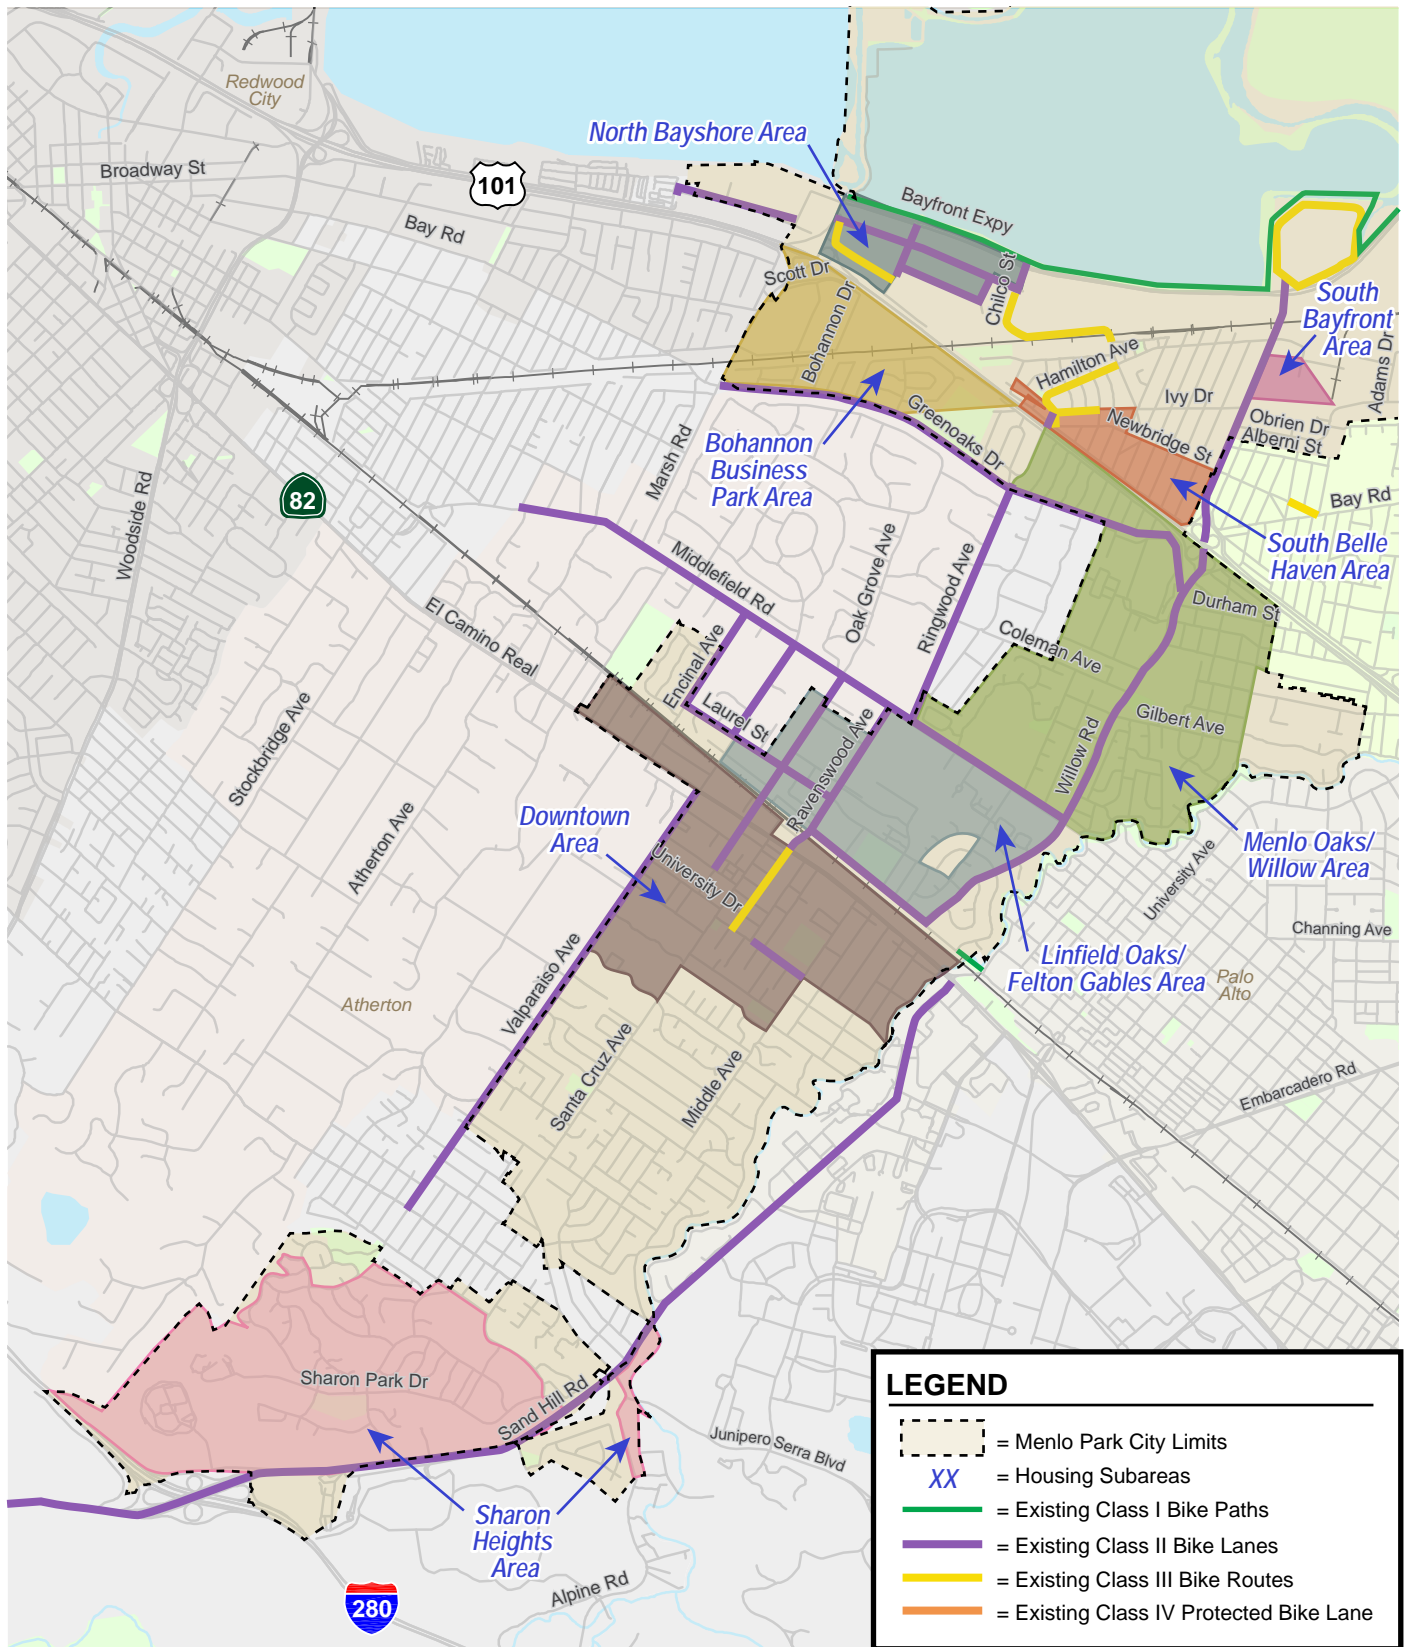 Redwood
City
North Bayshore Area
Broadway St
101
Bayfront Expy
Bay Rd
Scott Dr
Chilco St
South
Bayfront
Area
Bohannon Dr
Hamilton Ave
Adams Dr
Ivy Dr
Greenoaks Dr
Obrien Dr
Newbridge St
Alberni St
Marsh Rd
Bohannon
Business
Park Area
Woodside Rd
82
Bay Rd
South Belle
Haven Area
Middlefield Rd
Oak Grove Ave
Ringwood Ave
Durham St
El Camino Real
Coleman Ave
Encinal Ave
Laurel St
Gilbert Ave
Stockbridge Ave
Ravenswood Ave
Willow Rd
Downtown
Area
Atherton Ave
University Dr
Menlo Oaks/
Willow Area
University Ave
Channing Ave
Linfield Oaks/
Felton Gables Area
Palo
Alto
Valparaiso Ave
Atherton
Santa Cruz Ave
Middle Ave
Embarcadero Rd
Sharon Park Dr
Sand Hill Rd
Junipero Serra Blvd
Sharon
Heights
Area
Alpine Rd
280
LEGEND
= Menlo Park City Limits
XX = Housing Subareas
= Existing Class I Bike Paths
= Existing Class II Bike Lanes
= Existing Class III Bike Routes
= Existing Class IV Protected Bike Lane